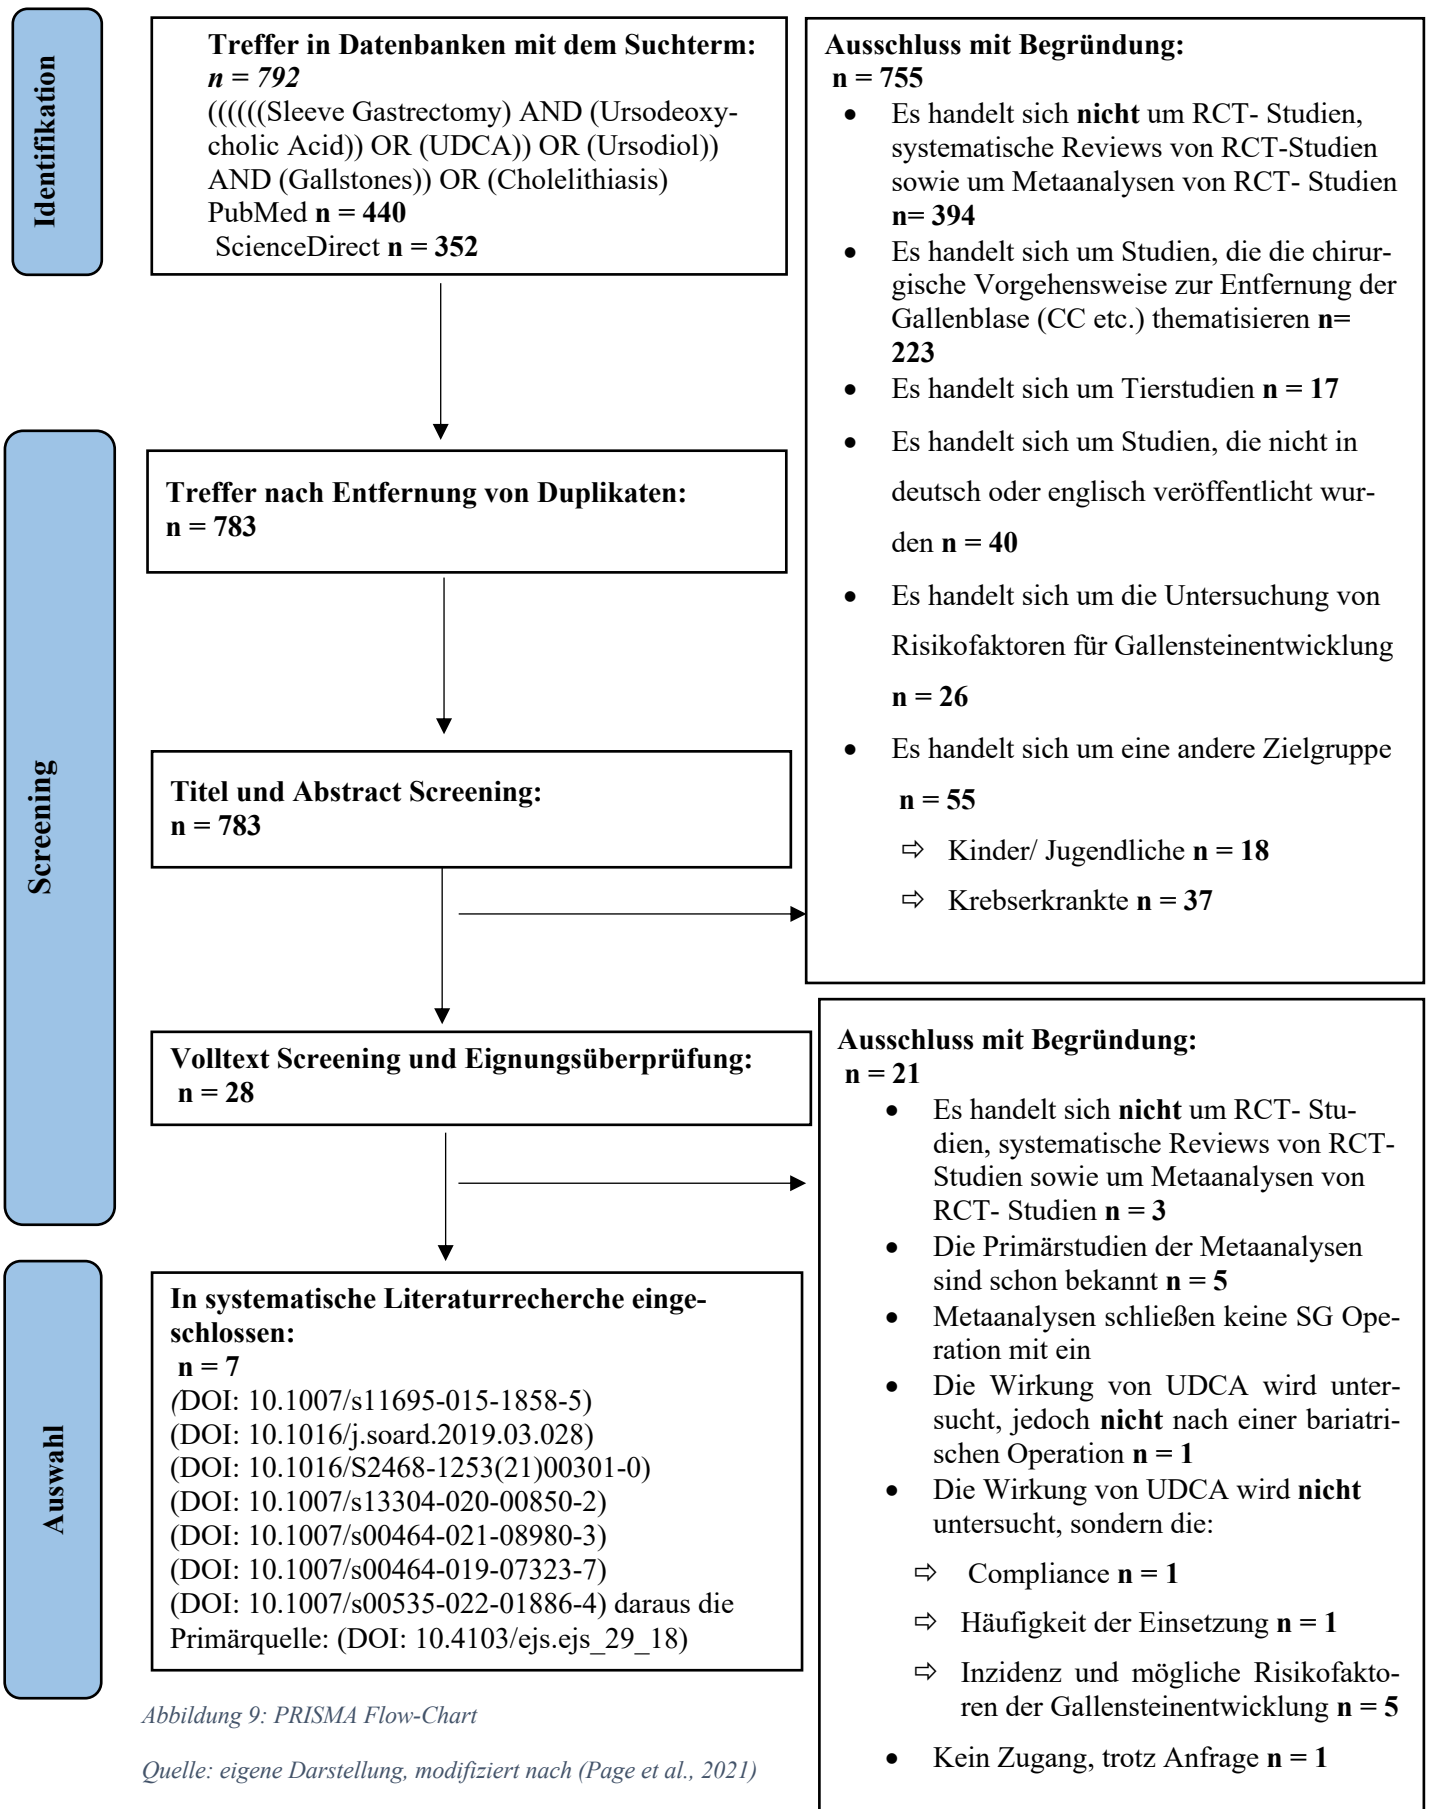 Identifikation
Treffer in Datenbanken mit dem Suchterm:
n = 792
((((((Sleeve Gastrectomy) AND (Ursodeoxy-
cholic Acid)) OR (UDCA)) OR (Ursodiol))
AND (Gallstones)) OR (Cholelithiasis)
PubMed n = 440
ScienceDirect n = 352
Ausschluss mit Begründung:
n = 755
• Es handelt sich nicht um RCT- Studien,
systematische Reviews von RCT-Studien
sowie um Metaanalysen von RCT- Studien
n= 394
• Es handelt sich um Studien, die die chirur-
gische Vorgehensweise zur Entfernung der
Gallenblase (CC etc.) thematisieren n=
223
• Es handelt sich um Tierstudien n = 17
• Es handelt sich um Studien, die nicht in
deutsch oder englisch veröffentlicht wur-
den n = 40
• Es handelt sich um die Untersuchung von
Risikofaktoren für Gallensteinentwicklung
n = 26
• Es handelt sich um eine andere Zielgruppe
n = 55
⇨ Kinder/ Jugendliche n = 18
⇨ Krebserkrankte n = 37
Screening
Treffer nach Entfernung von Duplikaten:
n = 783
Titel und Abstract Screening:
n = 783
Volltext Screening und Eignungsüberprüfung:
n = 28
Ausschluss mit Begründung:
n = 21
• Es handelt sich nicht um RCT- Stu-
dien, systematische Reviews von RCT-
Studien sowie um Metaanalysen von
RCT- Studien n = 3
• Die Primärstudien der Metaanalysen
sind schon bekannt n = 5
• Metaanalysen schließen keine SG Ope-
ration mit ein
• Die Wirkung von UDCA wird unter-
sucht, jedoch nicht nach einer bariatri-
schen Operation n = 1
• Die Wirkung von UDCA wird nicht
untersucht, sondern die:
⇨ Compliance n = 1
⇨ Häufigkeit der Einsetzung n = 1
⇨ Inzidenz und mögliche Risikofakto-
ren der Gallensteinentwicklung n = 5
• Kein Zugang, trotz Anfrage n = 1
Auswahl
In systematische Literaturrecherche einge-
schlossen:
n = 7
(DOI: 10.1007/s11695-015-1858-5)
(DOI: 10.1016/j.soard.2019.03.028)
(DOI: 10.1016/S2468-1253(21)00301-0)
(DOI: 10.1007/s13304-020-00850-2)
(DOI: 10.1007/s00464-021-08980-3)
(DOI: 10.1007/s00464-019-07323-7)
(DOI: 10.1007/s00535-022-01886-4) daraus die
Primärquelle: (DOI: 10.4103/ejs.ejs_29_18)
Abbildung 9: PRISMA Flow-Chart
Quelle: eigene Darstellung, modifiziert nach (Page et al., 2021)